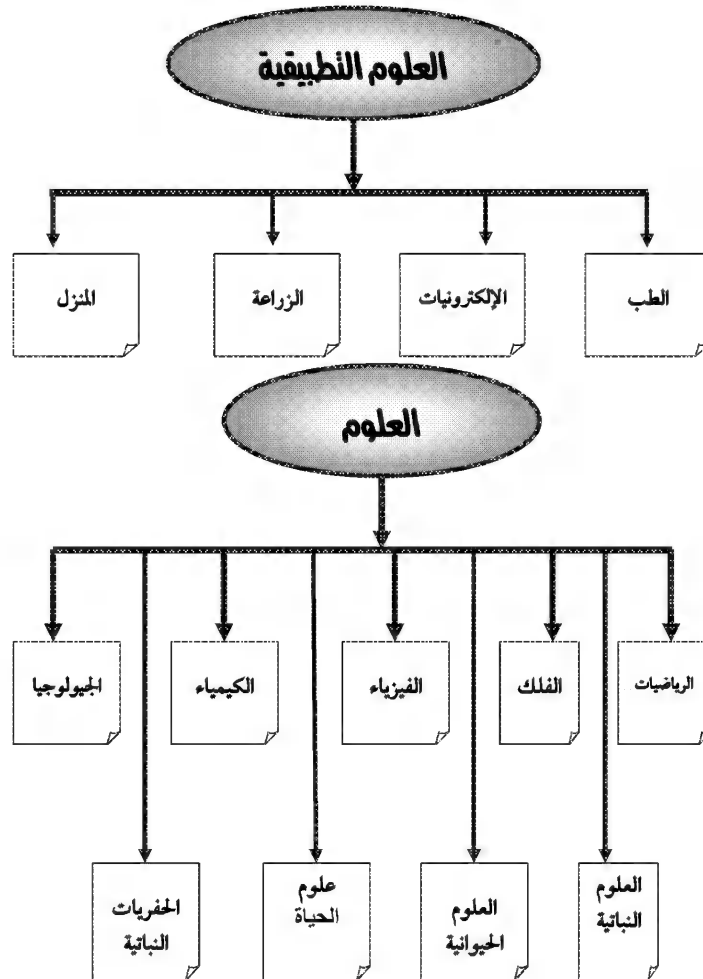 العلوم التطبيقية
الطب
الإلكترونيات
الزراعة
المنزل
العلوم
الرياضيات
الفلك
الفيزياء
الكيمياء
الجيولوجيا
العلوم
النباتية
العلوم
الحيوانية
علوم
الحياة
الحفريات
النباتية